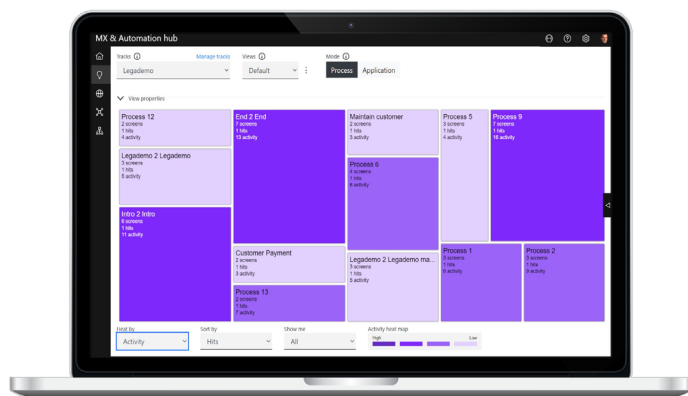 MX & Automation hub
Tracks
Manage tracks
Views
Mode
Legademo
Default
Process
Application
View properties
Process 12
2 screens
1 hits
4 activity
Legademo 2 Legademo
3 screens
1 hits
5 activity
Intro 2 Intro
6 screens
1 hits
11 activity
End 2 End
7 screens
1 hits
13 activity
Customer Payment
2 screens
1 hits
3 activity
Process 13
2 screens
1 hits
7 activity
Maintain customer
2 screens
1 hits
activity
Process 6
4 screens
1 hits
6 activity
Legademo 2 Legademo ma...
3 screens
1 hits
5 activity
Process 5
3 screens
1 hits
4 activity
Process 9
7 screens
1 hits
16 activity
Process 1
3 screens
1 hits
activity
Process 2
3 screens
1 hits
activity
Heat by
Sort by
Show me
Activity heat map
Activity
Hits
All
High
Low